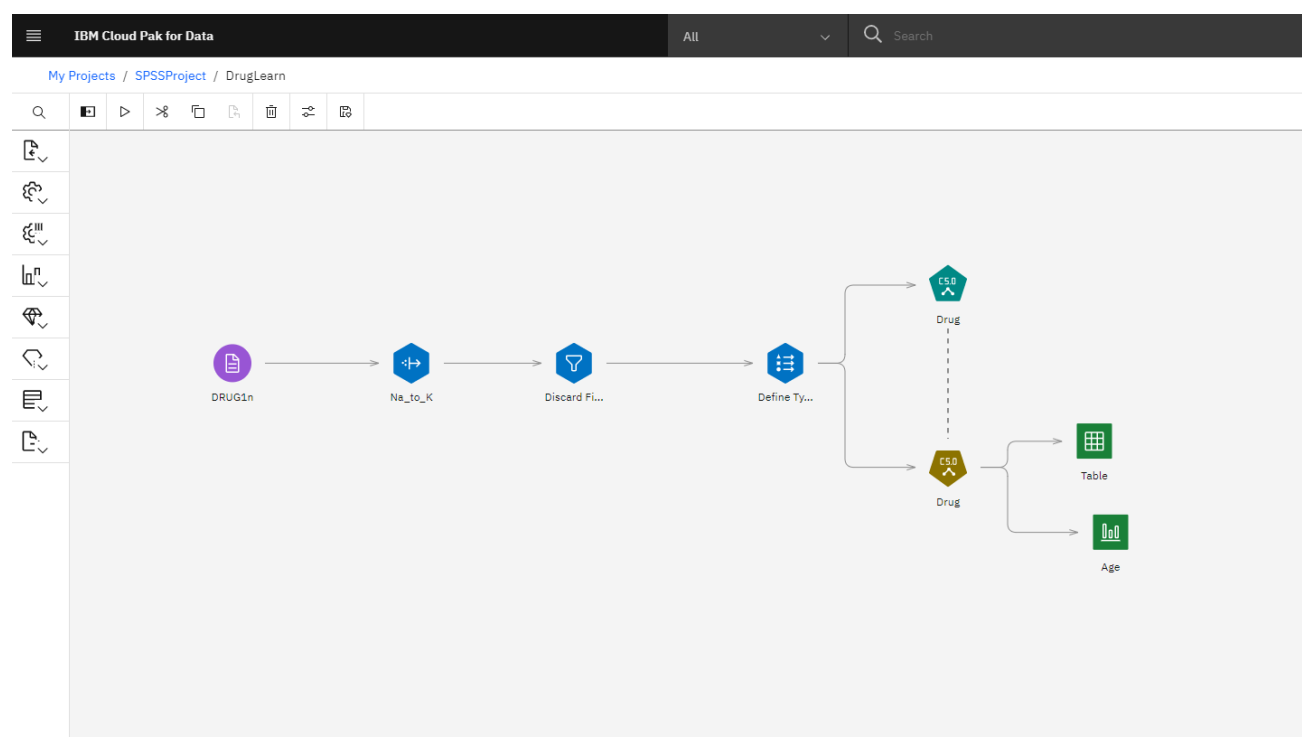 IBM Cloud Pak for Data
All
Search
My Projects / SPSSProject / DrugLearn
C5.0
Drug
DRUG1n
Na_to_K
Discard Fi...
Define Ty...
C5.0
Drug
Table
Age